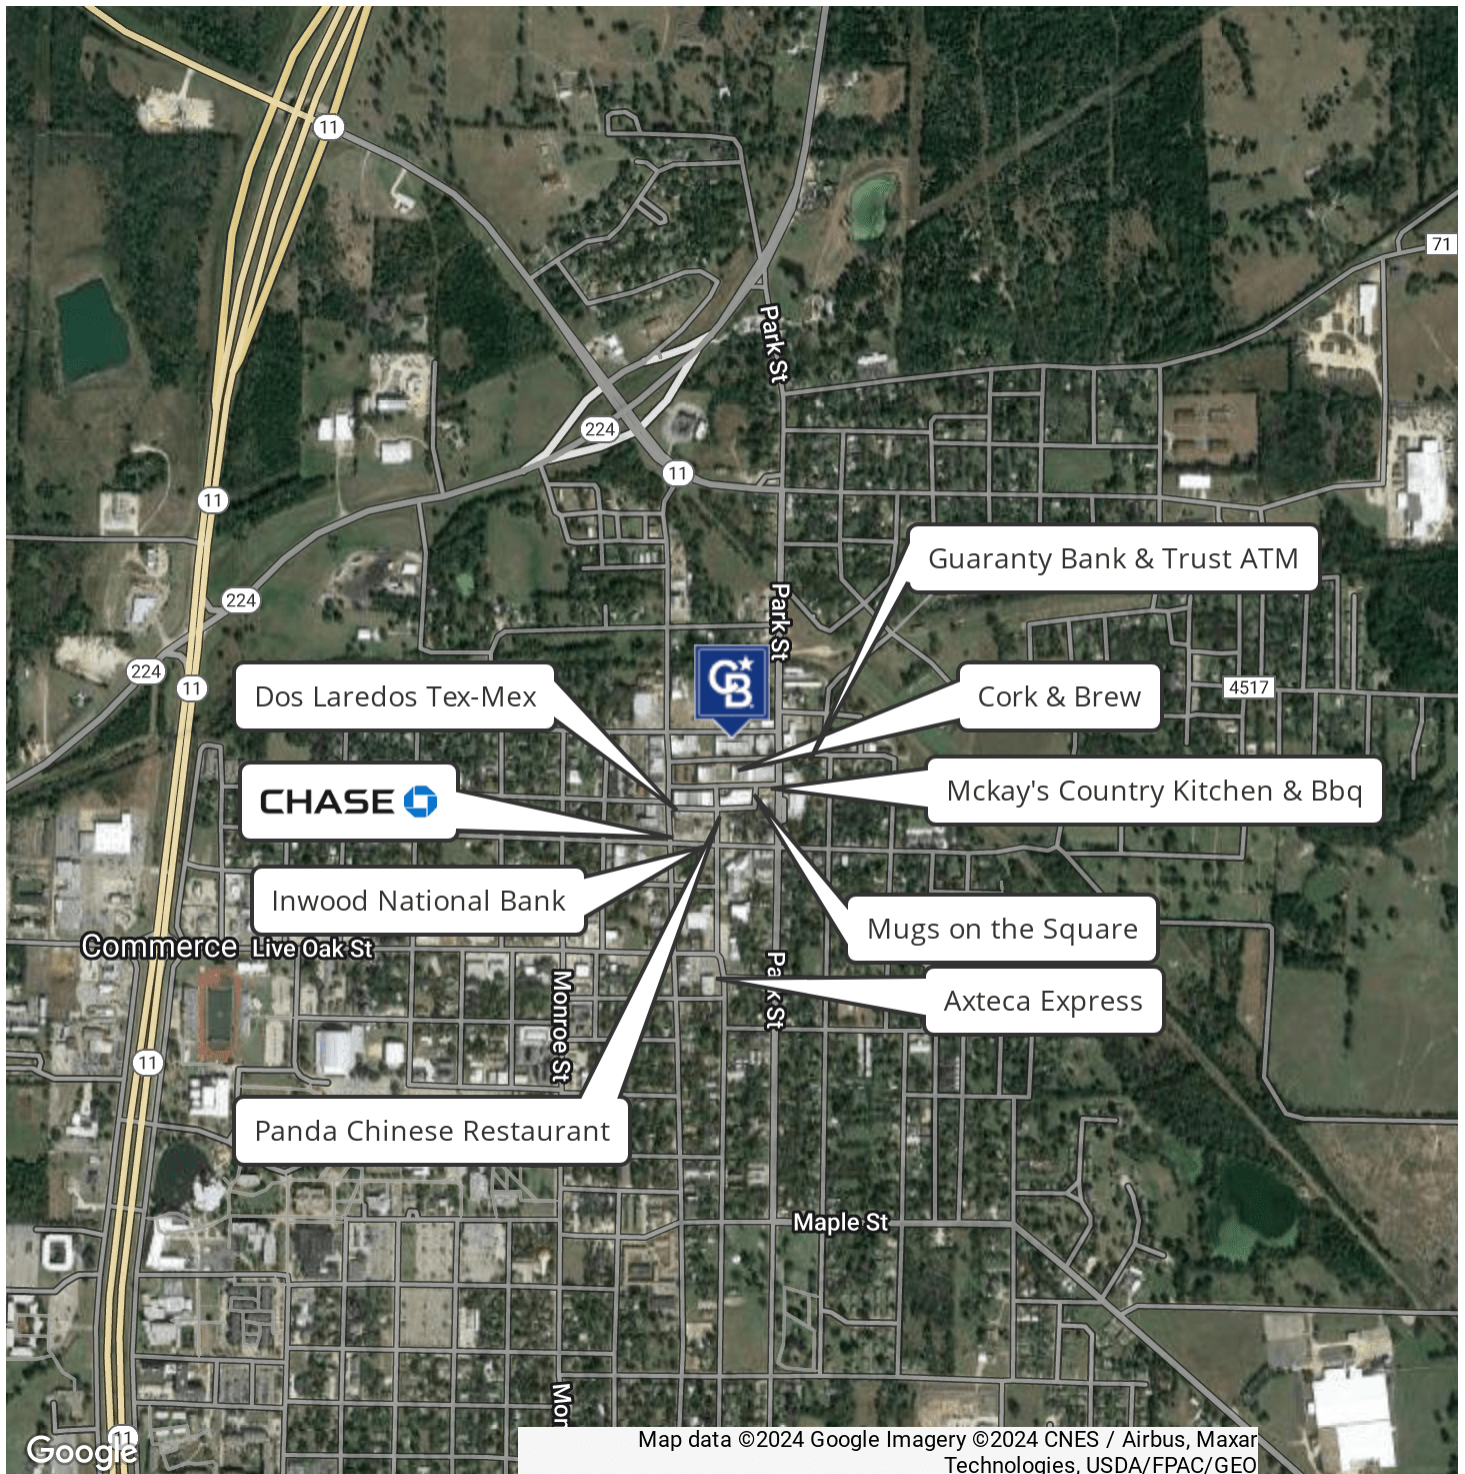 11
71
Park St
224
11
11
Guaranty Bank & Trust ATM
224
Park St
224
11
CB
4517
Dos Laredos Tex-Mex
Cork & Brew
CHASE
Mckay's Country Kitchen & Bbq
Inwood National Bank
Mugs on the Square
Commerce
Live Oak St
Park St
Monroe St
Axteca Express
11
Panda Chinese Restaurant
Maple St
Mon
11
Google
Map data ©2024 Google Imagery ©2024 CNES / Airbus, Maxar
Technologies, USDA/FPAC/GEO